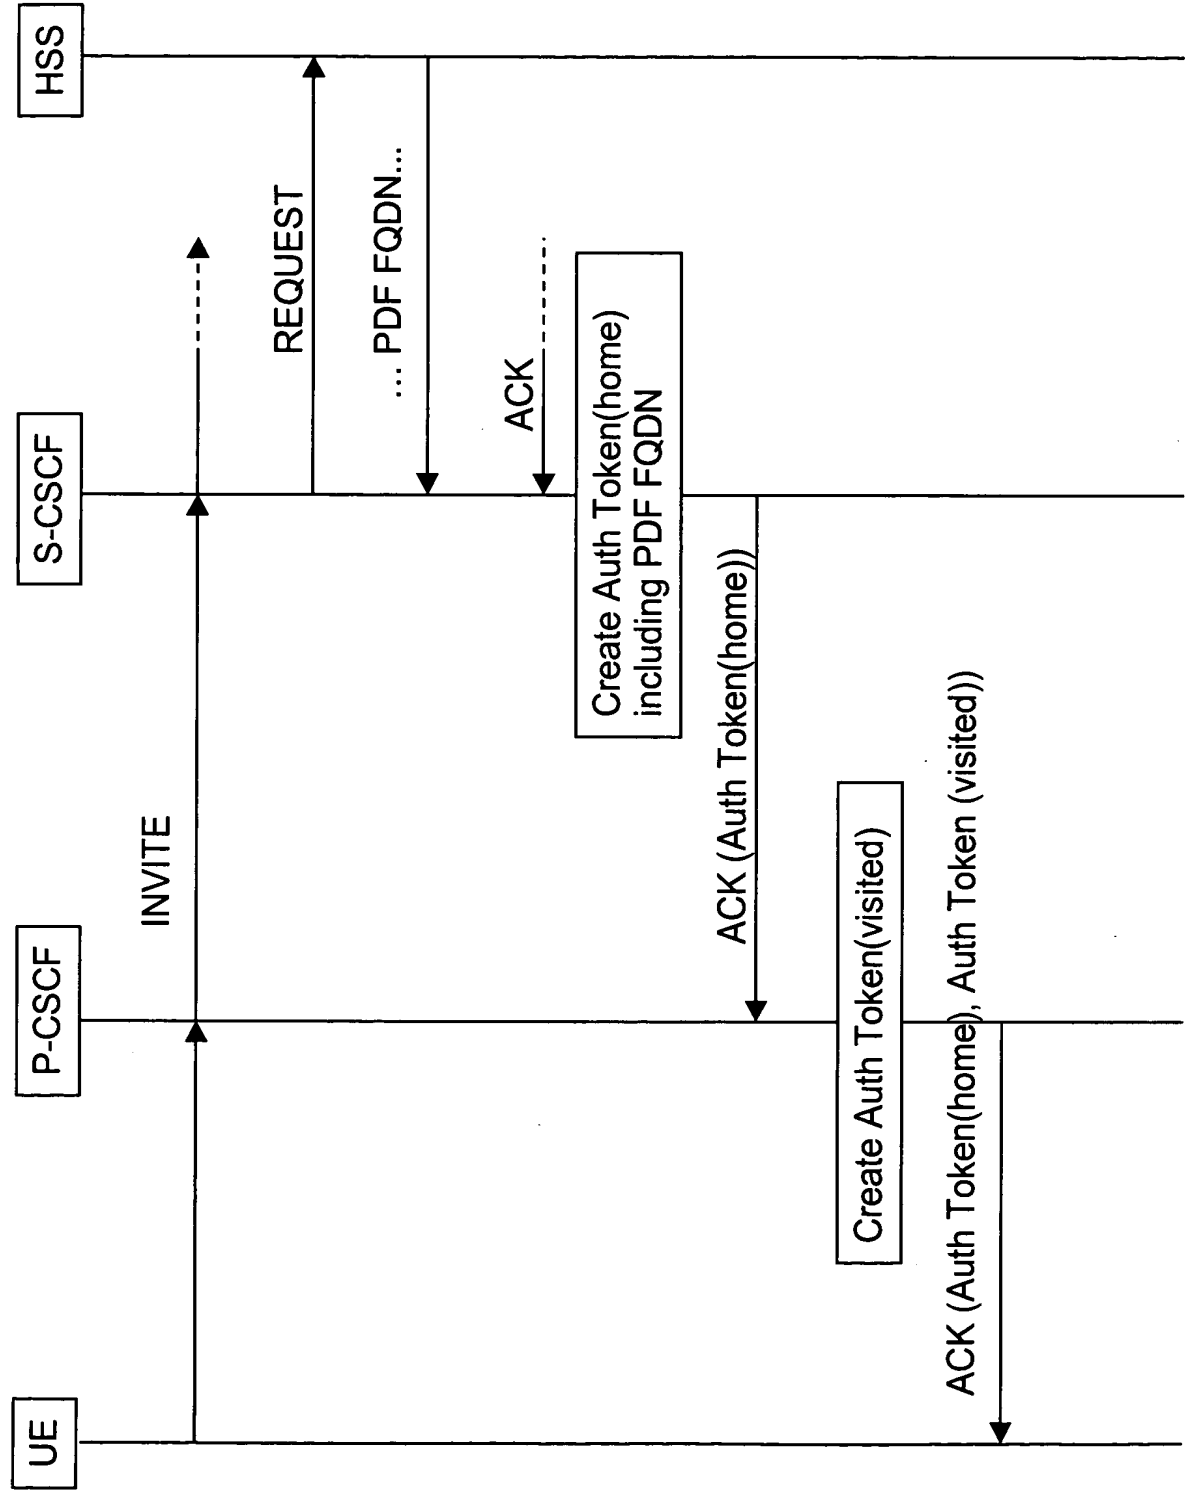 UE
P-CSCF
S-CSCF
HSS
INVITE
REQUEST
... PDF FQDN...
ACK
Create Auth Token(home)
including PDF FQDN
ACK (Auth Token(home))
Create Auth Token(visited)
ACK (Auth Token(home), Auth Token (visited))